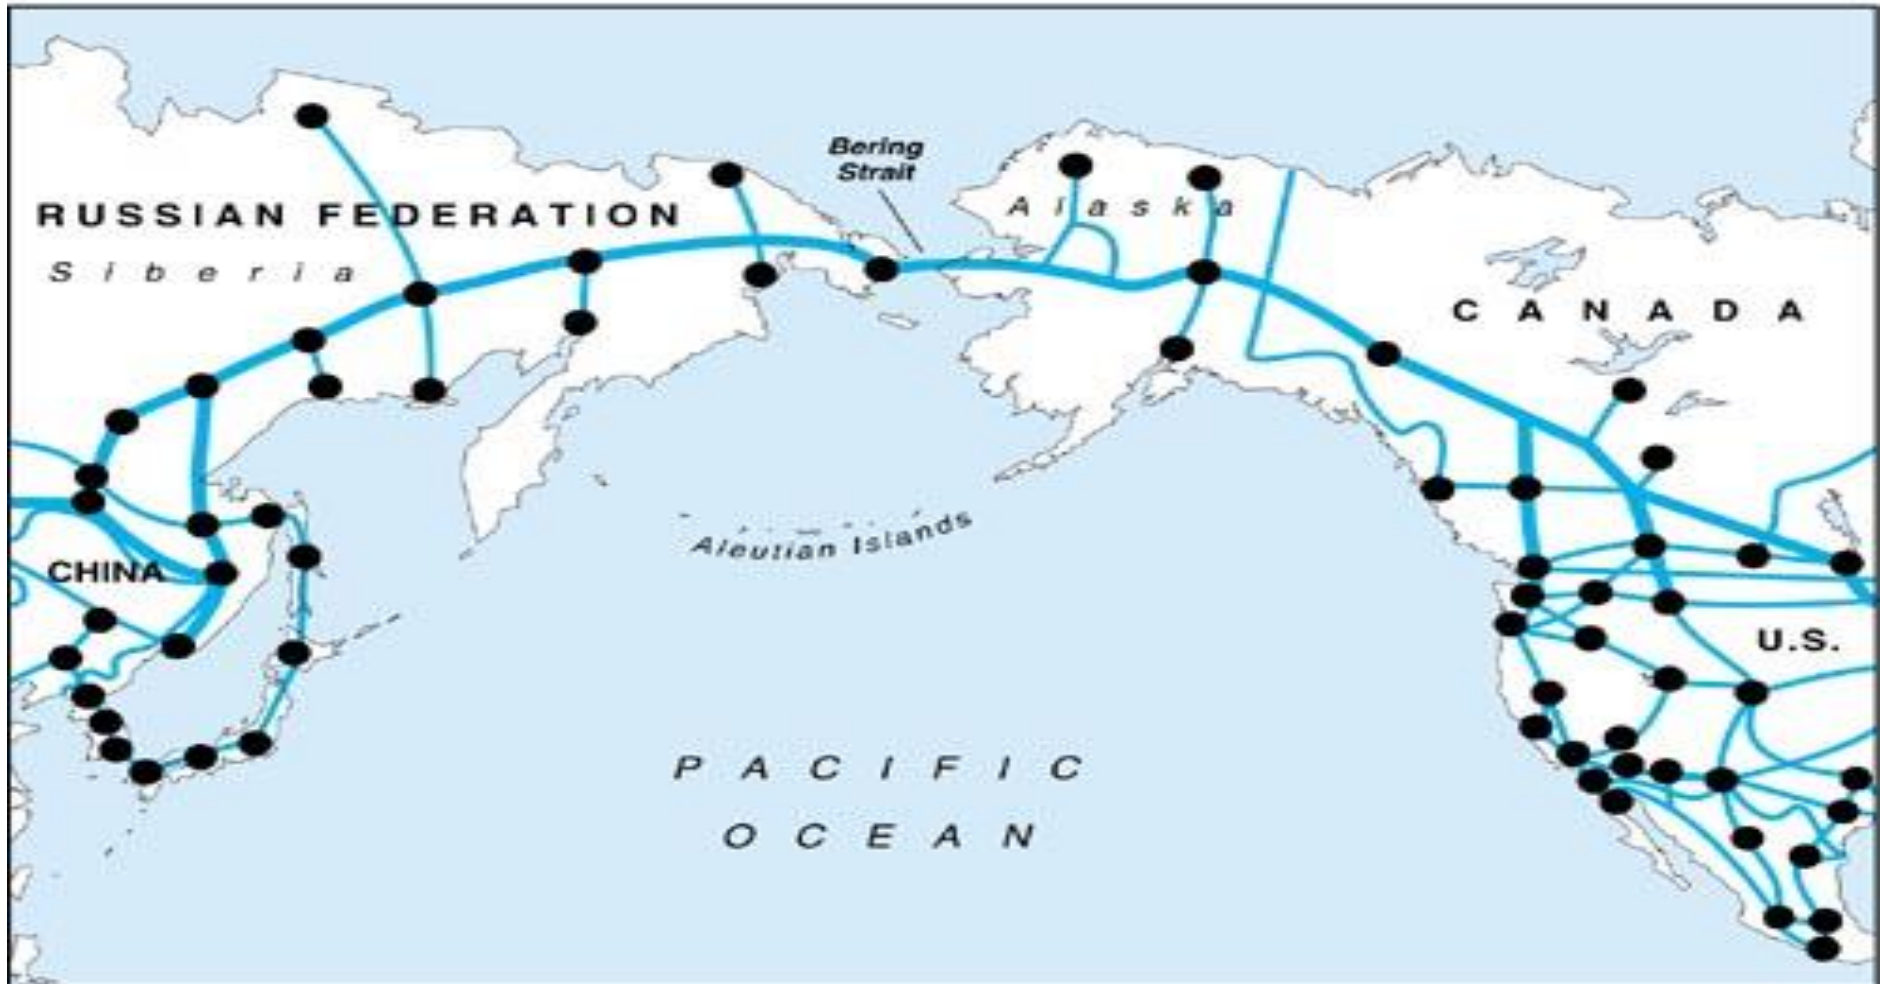 Bering
Strait
Alaska
RUSSIAN FEDERATION
Siberia
CANADA
Aleutian Islands
CHINA
U.S.
PACIFIC
OCEAN